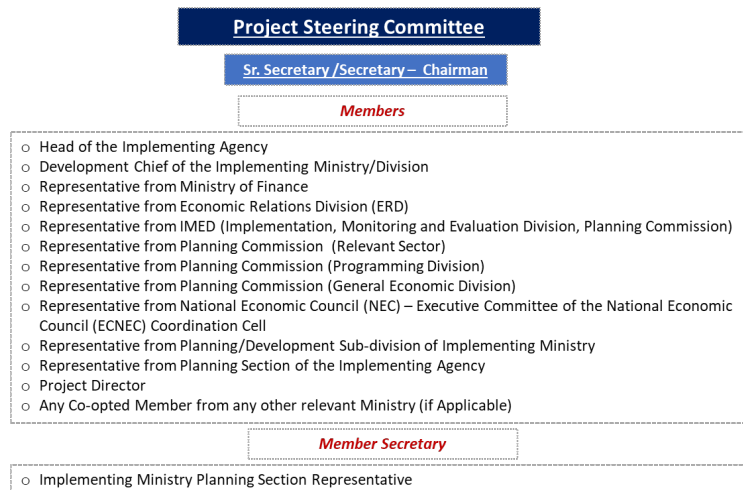 Project Steering Committee
Sr. Secretary /Secretary – Chairman
Members
o Head of the Implementing Agency
o Development Chief of the Implementing Ministry/Division
o Representative from Ministry of Finance
o Representative from Economic Relations Division (ERD)
o Representative from IMED (Implementation, Monitoring and Evaluation Division, Planning Commission)
o Representative from Planning Commission (Relevant Sector)
o Representative from Planning Commission (Programming Division)
o Representative from Planning Commission (General Economic Division)
o Representative from National Economic Council (NEC) – Executive Committee of the National Economic
Council (ECNEC) Coordination Cell
o Representative from Planning/Development Sub-division of Implementing Ministry
o Representative from Planning Section of the Implementing Agency
o Project Director
o Any Co-opted Member from any other relevant Ministry (if Applicable)
Member Secretary
o Implementing Ministry Planning Section Representative